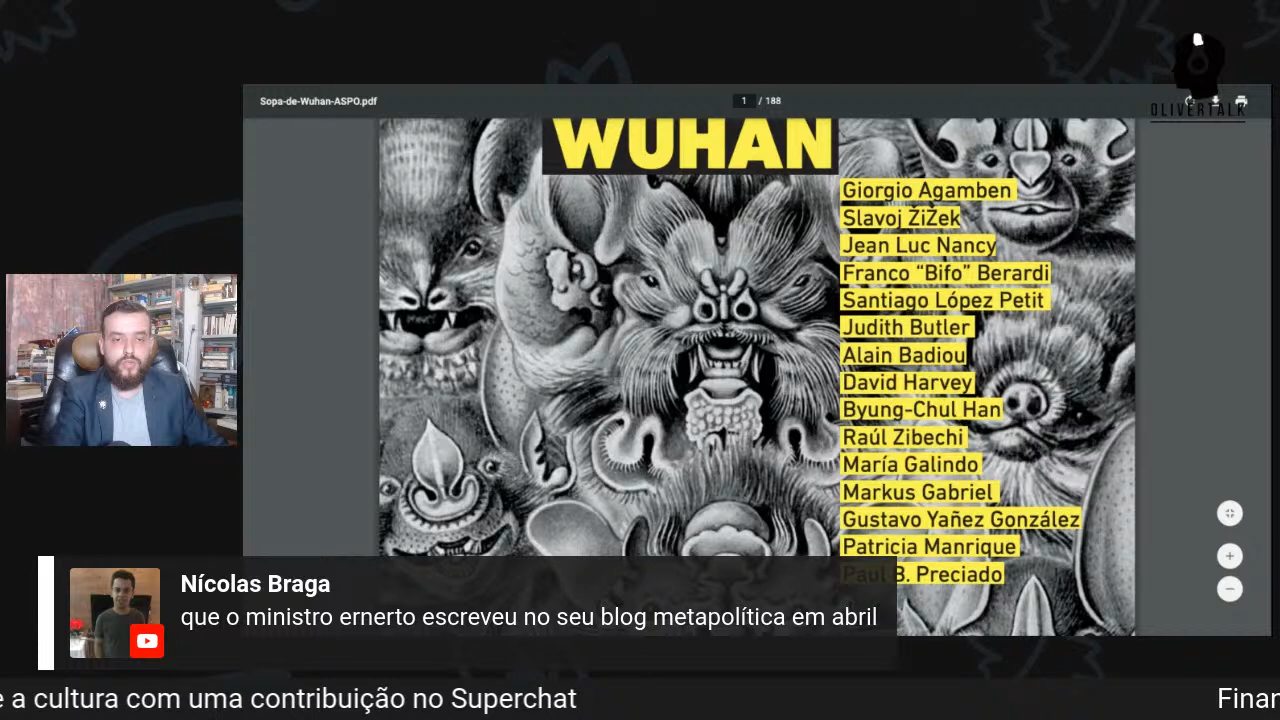 Sopa-de-Wuhan-ASPO.pdf
1 / 188
OLIVERTALK
WUHAN
Giorgio Agamben
Slavoj ZiZek
Jean Luc Nancy
Franco “Bifo” Berardi
Santiago López Petit
Judith Butler
Alain Badiou
David Harvey
Byung-Chul Han
Raúl Zibechi
María Galindo
Markus Gabriel
Gustavo Yañez González
Patricia Manrique
Paul B. Preciado
Nícolas Braga
que o ministro ernerto escreveu no seu blog metapolítica em abril
e a cultura com uma contribuição no Superchat
Finan